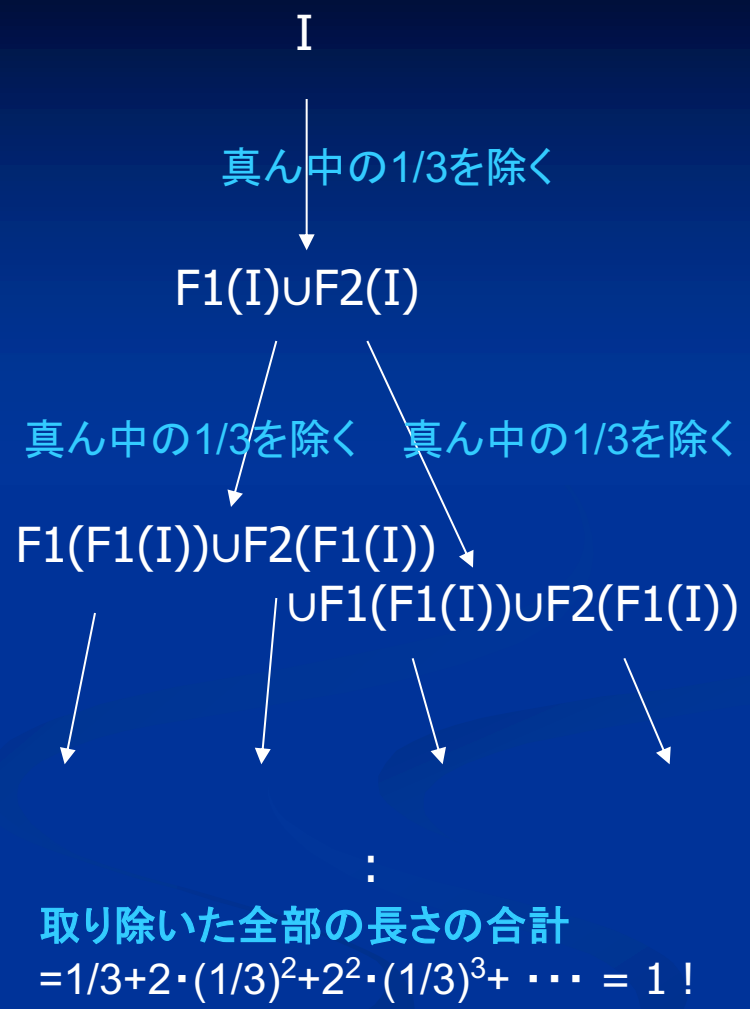 I
真ん中の1/3を除く
F1(I)∪F2(I)
真ん中の1/3を除く 真ん中の1/3を除く
F1(F1(I))∪F2(F1(I))
∪F1(F1(I))∪F2(F1(I))
:
取り除いた全部の長さの合計
=1/3+2・(1/3)²+2²・(1/3)³+ ・・・ = 1 !